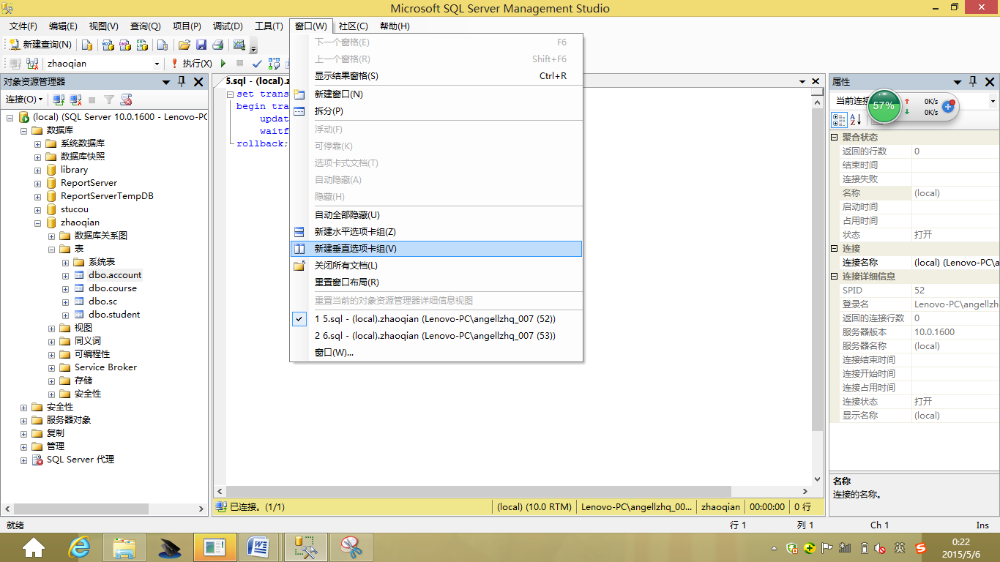 Microsoft SQL Server Management Studio
文件(F) 编辑(E) 视图(V) 查询(Q) 项目(P) 调试(D) 工具(T) 窗口(W) 社区(C) 帮助(H)
新建查询(N)
zhaoqian 执行(X)
对象资源管理器
连接(O)
(local) (SQL Server 10.0.1600 - Lenovo-PC
数据库
系统数据库
数据库快照
library
ReportServer
ReportServerTempDB
stucou
zhaoqian
数据库关系图
表
系统表
dbo.account
dbo.course
dbo.sc
dbo.student
视图
同义词
可编程性
Service Broker
存储
安全性
安全性
服务器对象
复制
管理
SQL Server 代理
5.sql - (local).z
set trans
begin tra
updat
waitf
rollback;
下一个窗格(E) F6
上一个窗格(R) Shift+F6
显示结果窗格(S) Ctrl+R
新建窗口(N)
拆分(P)
浮动(F)
可停靠(K)
选项卡式文档(T)
自动隐藏(A)
隐藏(H)
自动全部隐藏(U)
新建水平选项卡组(Z)
新建垂直选项卡组(V)
关闭所有文档(L)
重置窗口布局(R)
重置当前的对象资源管理器详细信息视图
1 5.sql - (local).zhaoqian (Lenovo-PC\angellzhq_007 (52))
2 6.sql - (local).zhaoqian (Lenovo-PC\angellzhq_007 (53))
窗口(W)...
已连接。(1/1) (local) (10.0 RTM) Lenovo-PC\angellzhq_00... zhaoqian 00:00:00 0 行
属性
当前连接
57% 0K/s
0K/s
聚合状态
返回的行数 0
结束时间
连接失败
名称 (local)
启动时间
占用时间
状态 打开
连接
连接名称 (local) (Lenovo-PC\a
连接详细信息
SPID 52
登录名 Lenovo-PC\angellzh
返回的连接行数 0
服务器版本 10.0.1600
服务器名称 (local)
连接结束时间
连接开始时间
连接占用时间
连接状态 打开
显示名称 (local)
名称
连接的名称。
就绪 行 1 列 1 Ch 1 Ins
英
0:22
2015/5/6